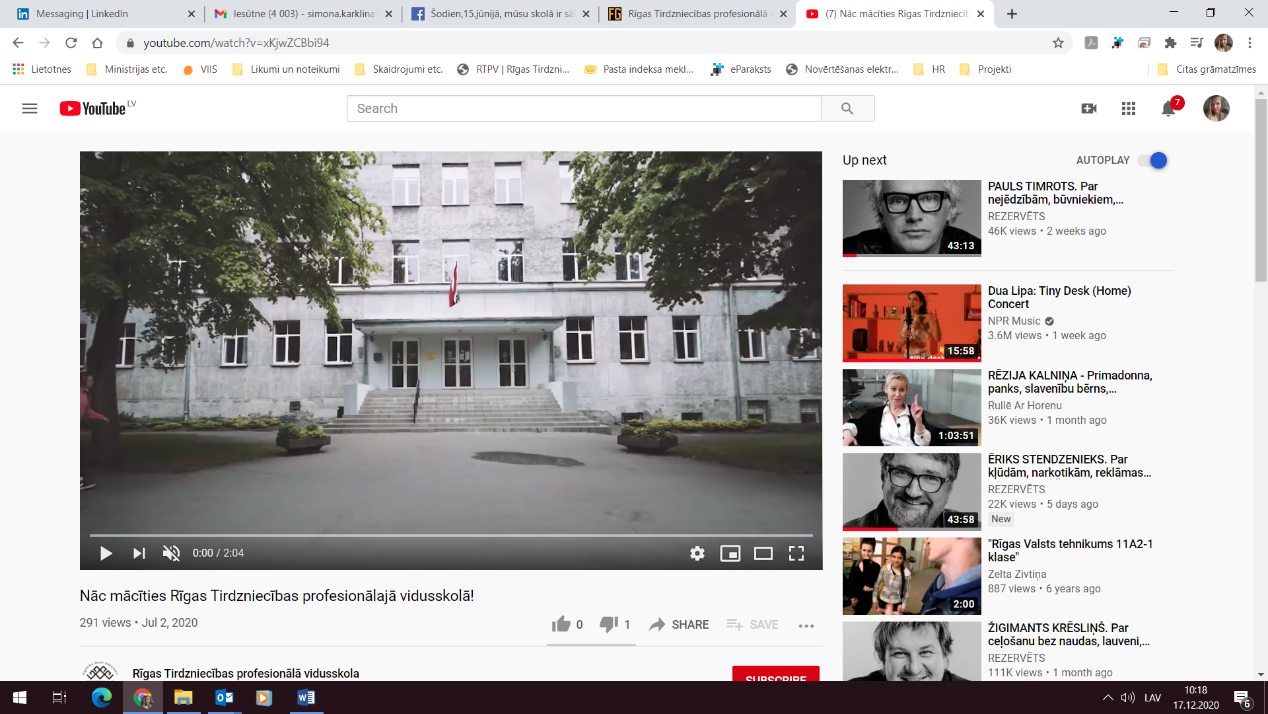 Messaging | LinkedIn
Iesūtne (4 003) - simona.karklina
Šodien,15.jūnijā, mūsu skolā ir sā
Rīgas Tirdzniecības profesionālā
(7) Nāc mācīties Rīgas Tirdzniecīb
youtube.com/watch?v=xKjwZCBbi94
Lietotnes
Ministrijas etc.
VIIS
Likumi un noteikumi
Skaidrojumi etc.
RTPV | Rīgas Tirdzni...
Pasta indeksa mekl...
eParaksts
Novērtēšanas elektr...
HR
Projekti
Citas grāmatzīmes
YouTube LV
Search
7
Up next
AUTOPLAY
PAULS TIMROTS. Par
nejēdzībām, būvniekiem,...
REZERVĒTS
46K views • 2 weeks ago
43:13
Dua Lipa: Tiny Desk (Home)
Concert
NPR Music
3.6M views • 1 week ago
15:58
RĒZIJA KALNIŅA - Primadonna,
panks, slavenību bērns,...
Rullē Ar Horenu
36K views • 1 month ago
1:03:51
ĒRIKS STENDZENIEKS. Par
kļūdām, narkotikām, reklāmas...
REZERVĒTS
22K views • 5 days ago
New
43:58
"Rīgas Valsts tehnikums 11A2-1
klase"
Zelta Zivtiņa
887 views • 6 years ago
2:00
ŽIGIMANTS KRĒSLIŅŠ. Par
ceļošanu bez naudas, lauveni,...
REZERVĒTS
111K views • 1 month ago
0:00 / 2:04
Nāc mācīties Rīgas Tirdzniecības profesionālajā vidusskolā!
291 views • Jul 2, 2020
0
1
SHARE
SAVE
Rīgas Tirdzniecības profesionālā vidusskola
SUBSCRIBE
LAV
10:18
17.12.2020
6